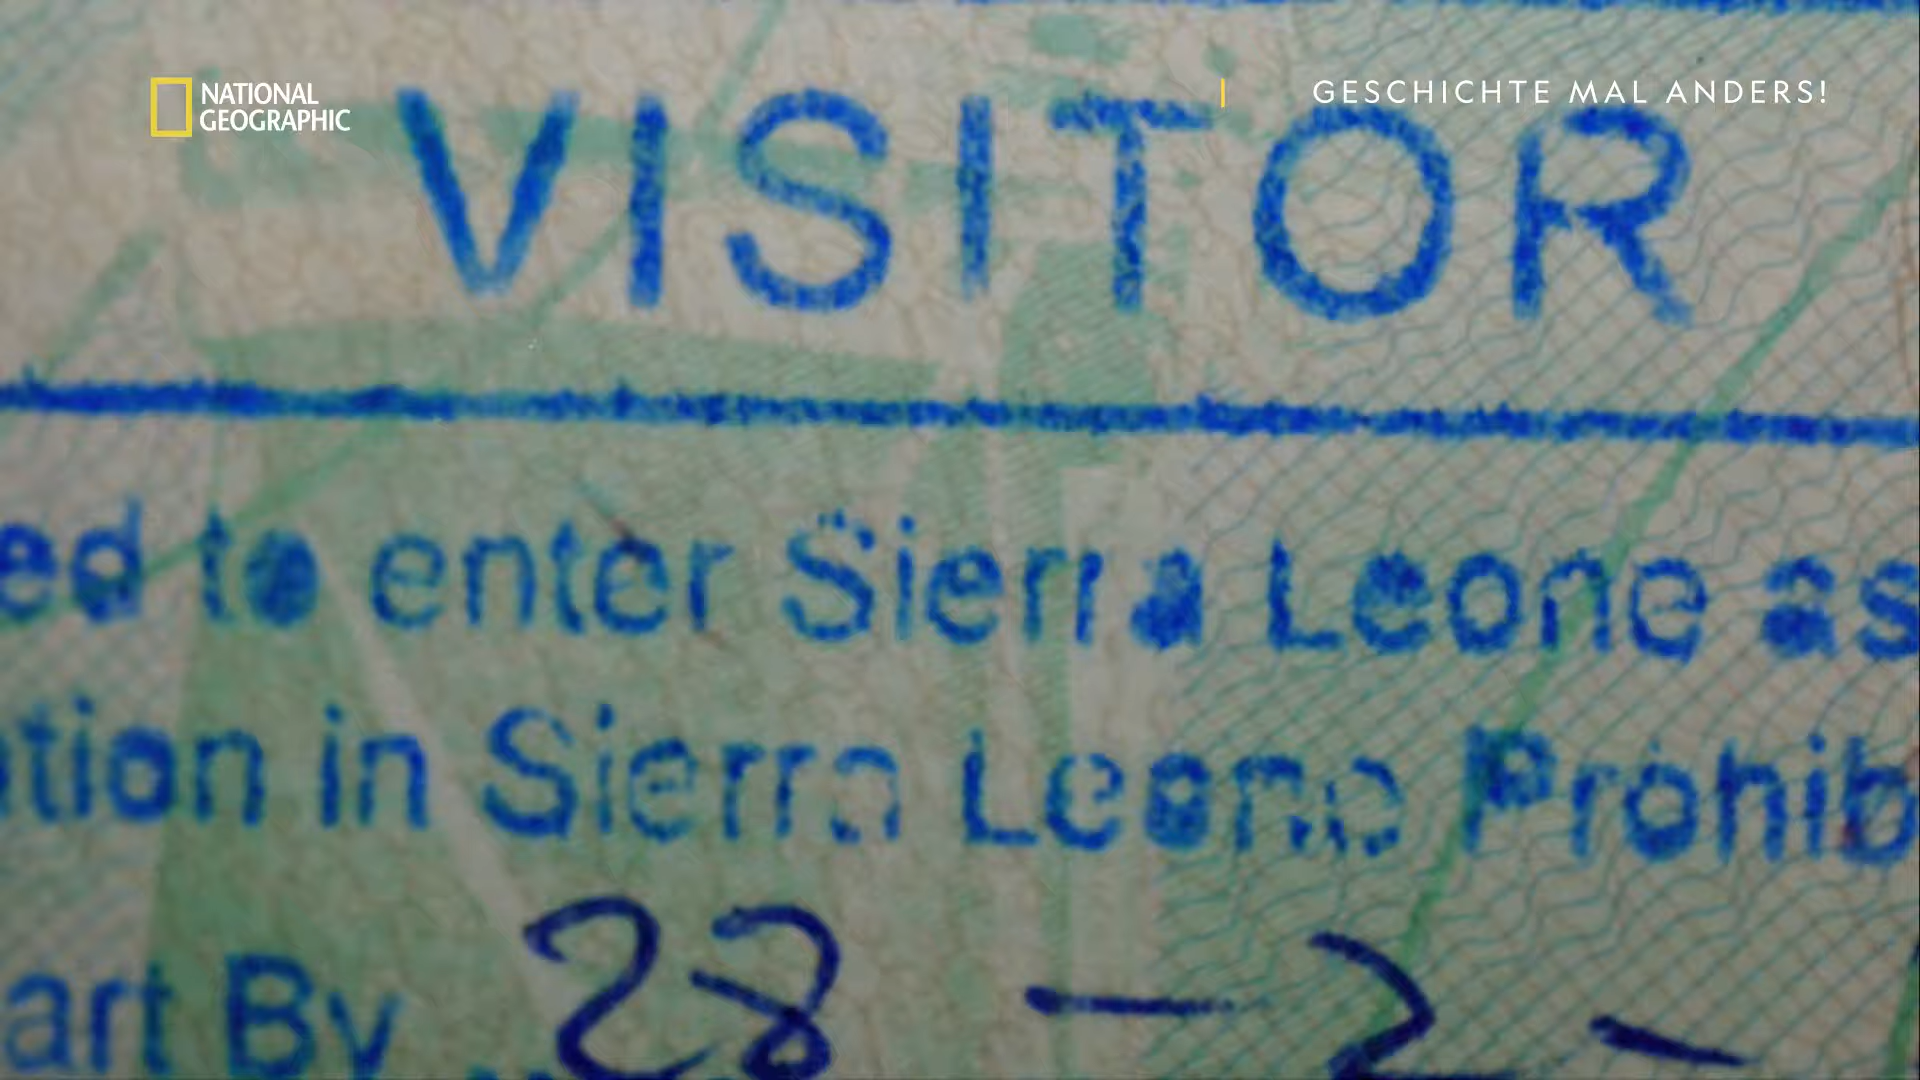 NATIONAL
GEOGRAPHIC
GESCHICHTE MAL ANDERS!
VISITOR
ed to enter Sierra Leone as
tion in Sierra Leone Prohib
art By 28 - 2 -